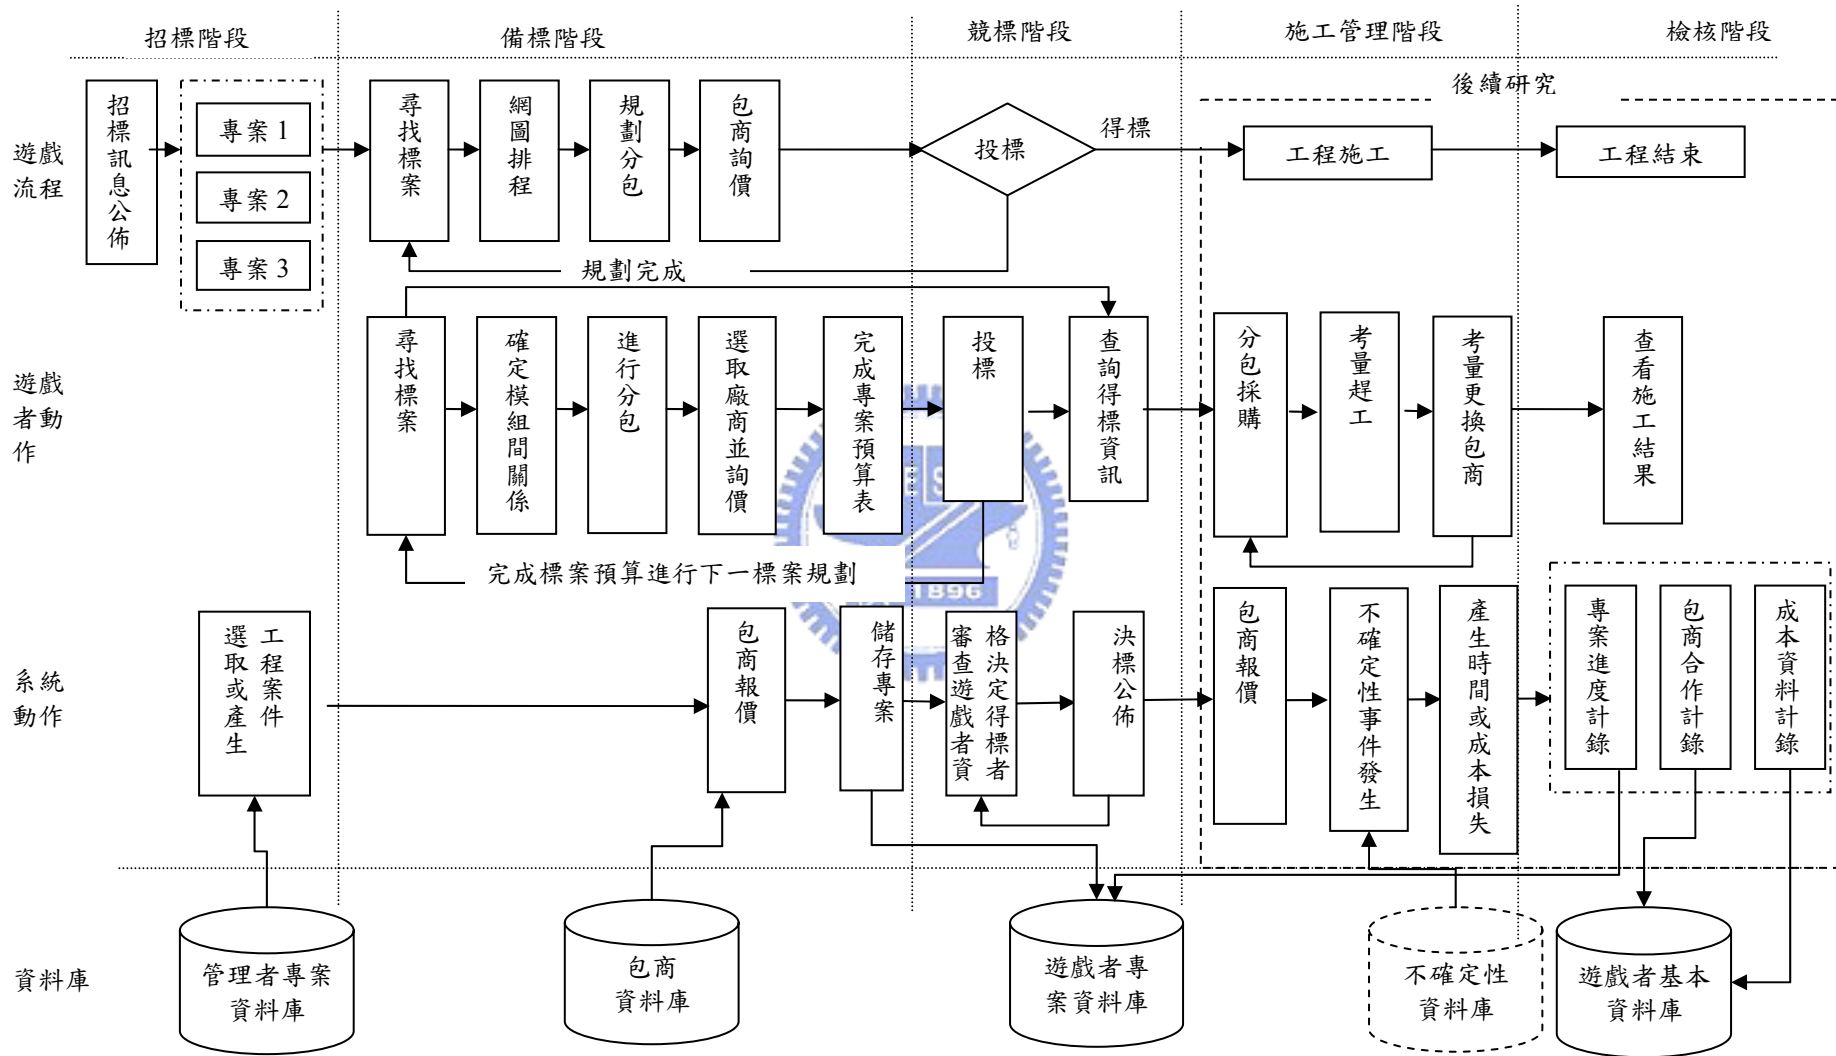 招標階段
備標階段
競標階段
施工管理階段
檢核階段
後續研究
遊戲
流程
招標訊息公佈
專案 1
專案 2
專案 3
尋找標案
網圖排程
規劃分包
包商詢價
投標
得標
工程施工
工程結束
規劃完成
遊戲
者動
作
尋找標案
確定模組間關係
進行分包
選取廠商並詢價
完成專案預算表
投標
查詢得標資訊
分包採購
考量趕工
考量更換包商
查看施工結果
完成標案預算進行下一標案規劃
ES
1896
系統
動作
選取或產生
工程案件
包商報價
儲存專案
審查遊戲者資
格決定得標者
決標公佈
包商報價
不確定性事件發生
產生時間或成本損失
專案進度計錄
包商合作計錄
成本資料計錄
資料庫
管理者專案
資料庫
包商
資料庫
遊戲者專
案資料庫
不確定性
資料庫
遊戲者基本
資料庫